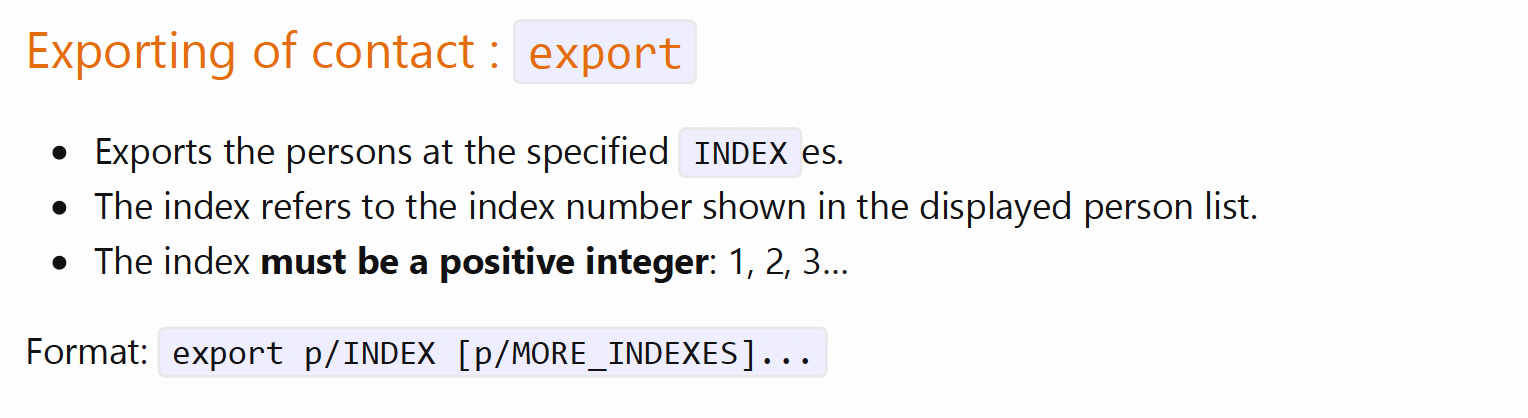 Exporting of contact : export
Exports the persons at the specified INDEXes.
The index refers to the index number shown in the displayed person list.
The index must be a positive integer: 1, 2, 3…
Format: export p/INDEX [p/MORE_INDEXES]...